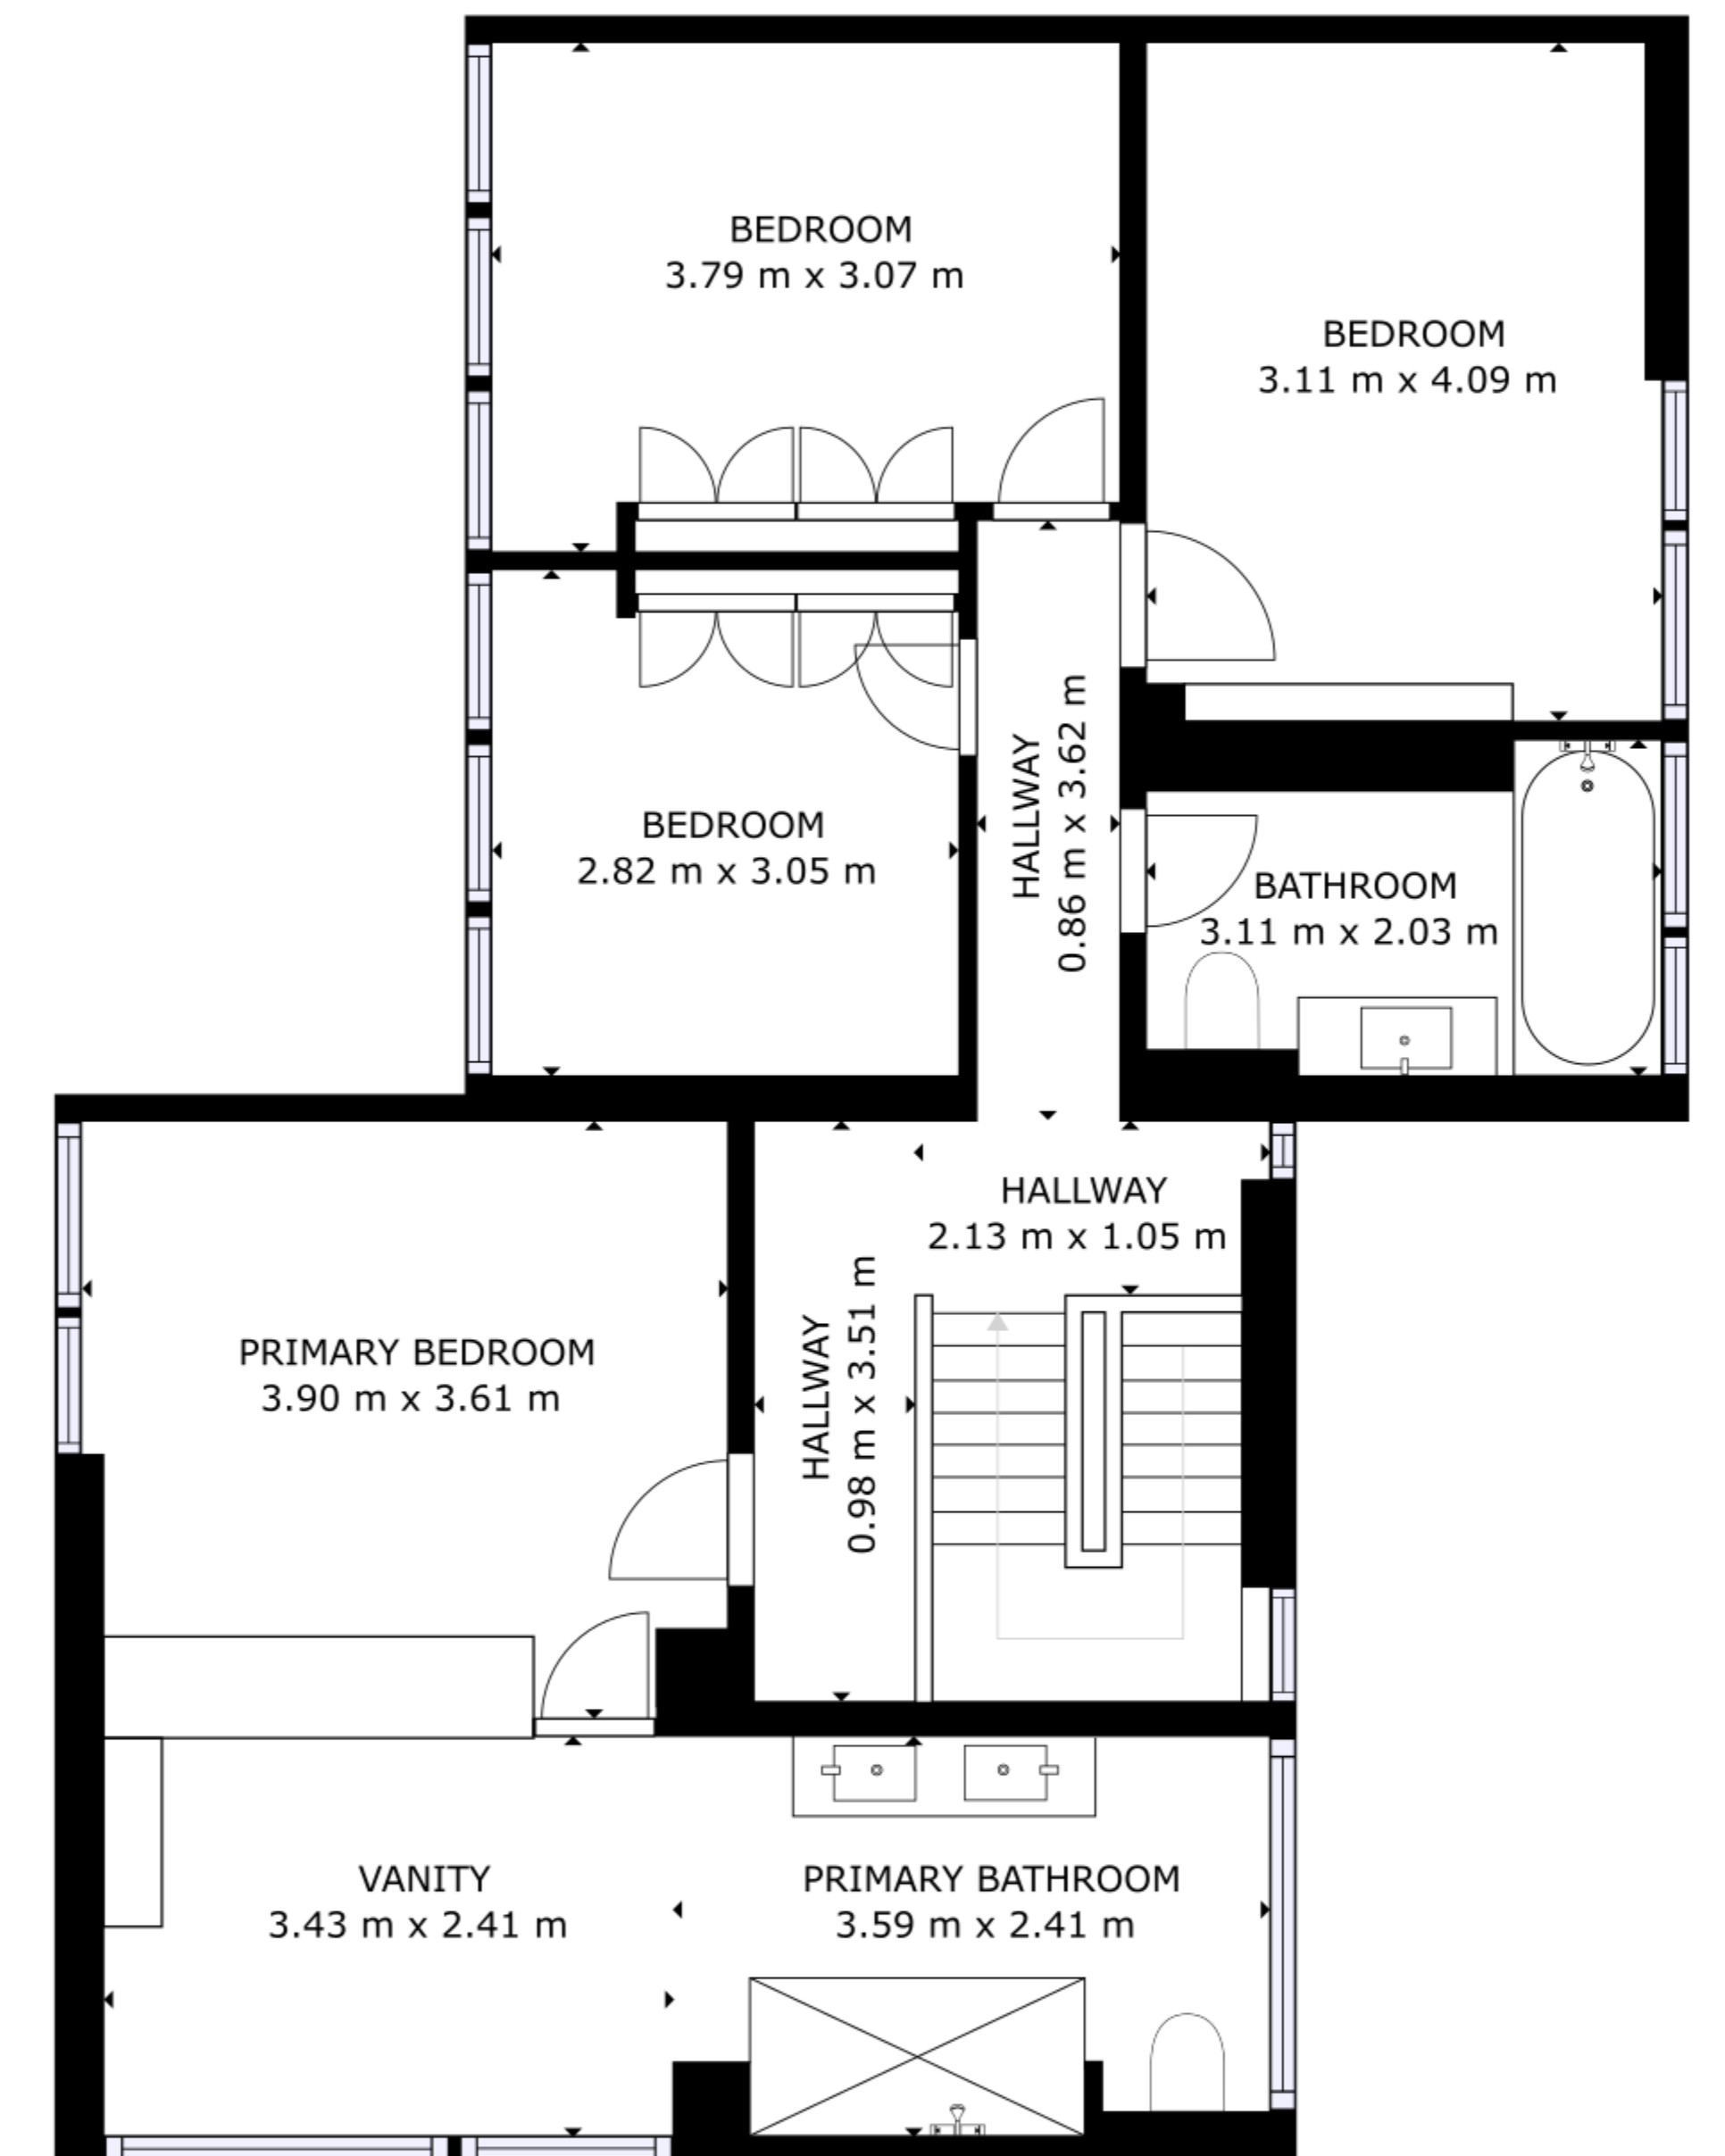 BEDROOM
3.79 m x 3.07 m
BEDROOM
3.11 m x 4.09 m
BEDROOM
2.82 m x 3.05 m
HALLWAY
0.86 m x 3.62 m
BATHROOM
3.11 m x 2.03 m
HALLWAY
2.13 m x 1.05 m
PRIMARY BEDROOM
3.90 m x 3.61 m
HALLWAY
0.98 m x 3.51 m
VANITY
3.43 m x 2.41 m
PRIMARY BATHROOM
3.59 m x 2.41 m